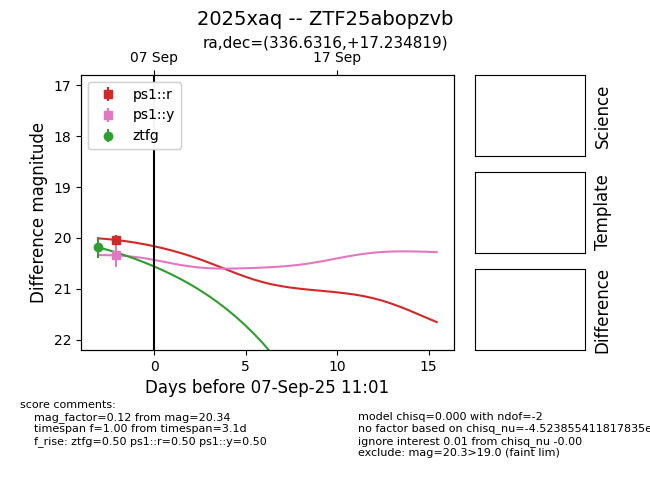 2025xaq -- ZTF25abopzvb
ra,dec=(336.6316,+17.234819)
07 Sep
17 Sep
17
18
19
20
21
22
Difference magnitude
ps1::r
ps1::y
ztfg
0
5
10
15
Days before 07-Sep-25 11:01
Science
Template
Difference
score comments:
mag_factor=0.12 from mag=20.34
timespan f=1.00 from timespan=3.1d
f_rise: ztfg=0.50 ps1::r=0.50 ps1::y=0.50
model chisq=0.000 with ndof=-2
no factor based on chisq_nu=-4.523855411817835e
ignore interest 0.01 from chisq_nu -0.00
exclude: mag=20.3>19.0 (faint lim)